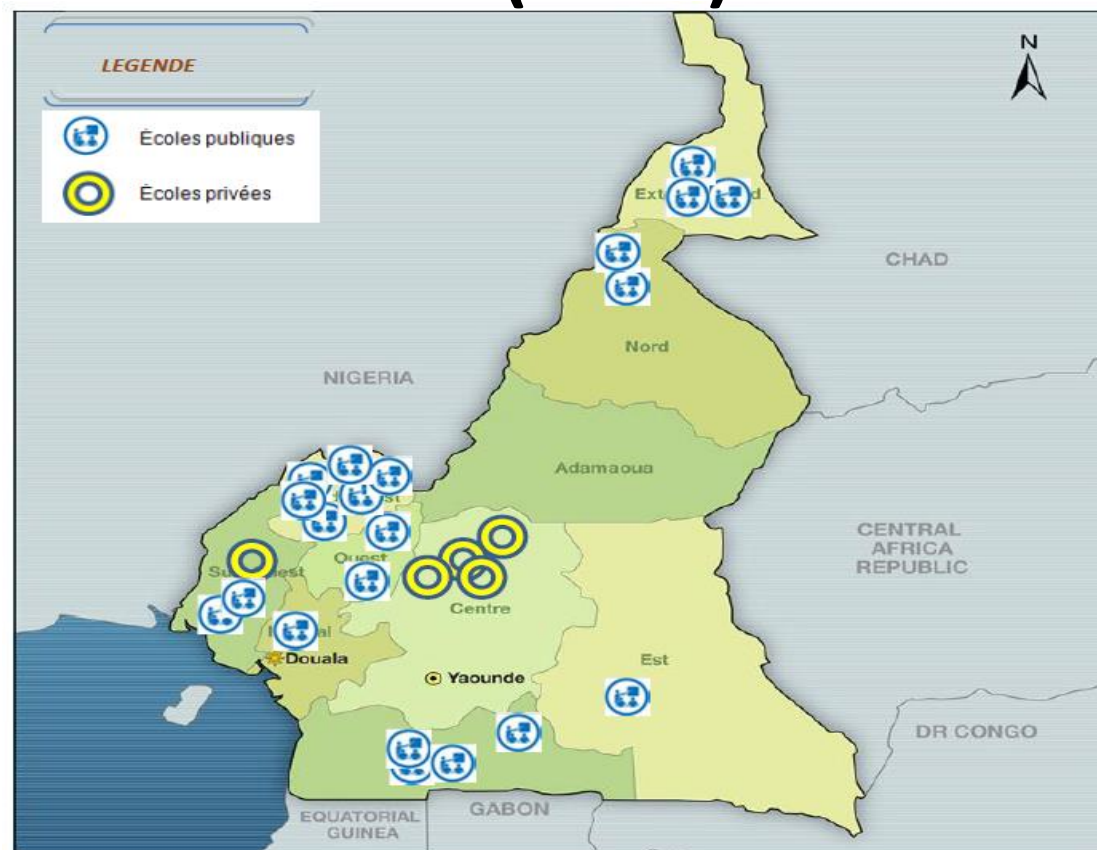 LEGENDE
N
Écoles publiques
Écoles privées
CHAD
Nord
NIGERIA
Adamaoua
CENTRAL
AFRICA
REPUBLIC
Ouest
Centre
Douala
Est
Yaounde
DR CONGO
GABON
EQUATORIAL
GUINEA